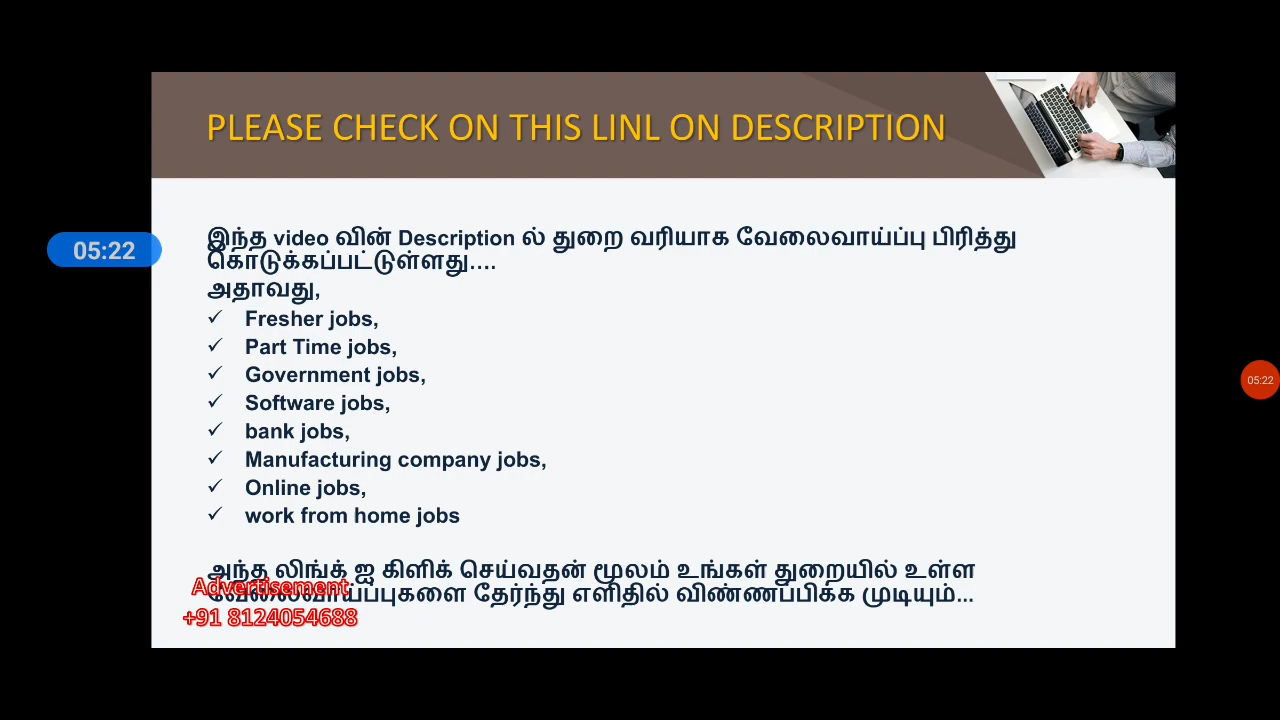 PLEASE CHECK ON THIS LINL ON DESCRIPTION
05:22
இந்த video வின் Description ல் துறை வரியாக வேலைவாய்ப்பு பிரித்து
கொடுக்கப்பட்டுள்ளது....
அதாவது,
Fresher jobs,
Part Time jobs,
Government jobs,
05:22
Software jobs,
bank jobs,
Manufacturing company jobs,
Online jobs,
work from home jobs
அந்த லிங்க் ஐ கிளிக் செய்வதன் மூலம் உங்கள் துறையில் உள்ள
வேலைவாய்ப்புகளை தேர்ந்து எளிதில் விண்ணப்பிக்க முடியும்...
Advertisement
+91 8124054688